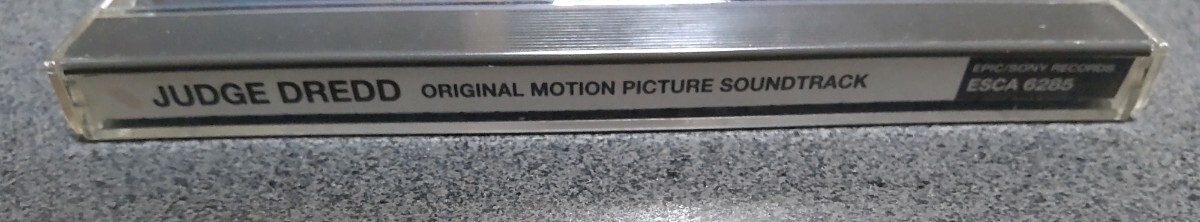 JUDGE DREDD ORIGINAL MOTION PICTURE SOUNDTRACK
EPIC/SONY RECORDS
ESCA 6285